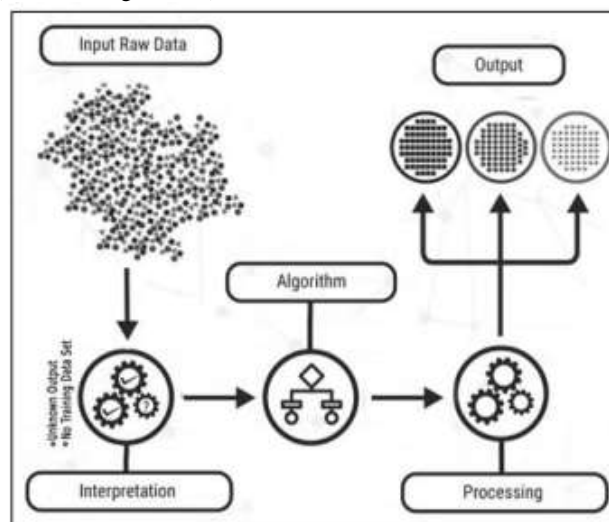 Input Raw Data
Output
Algorithm
•Unknown Output
• No Training Data Set
Interpretation
Processing